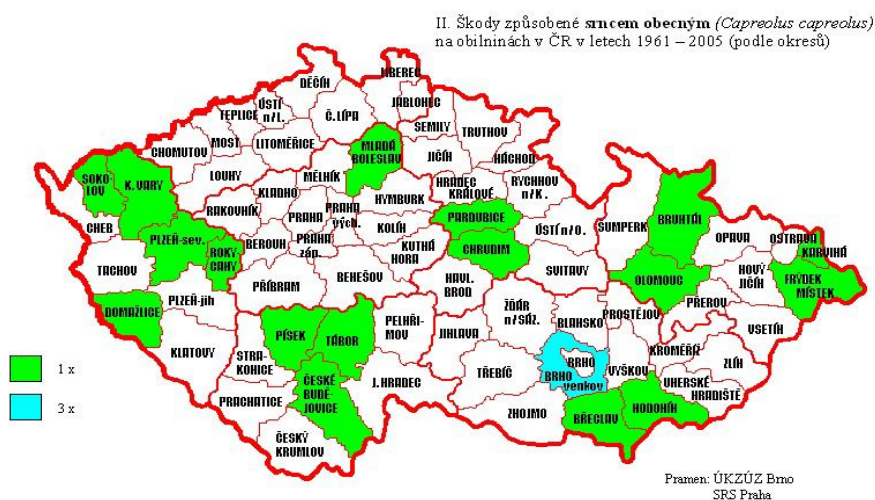 II. Škody způsobené srncem obecným (Capreolus capreolus)
na obilninách v ČR v letech 1961 – 2005 (podle okresů)
LIBEREC
DĚČÍN
JABLONEC
ÚSTÍ
n/L.
TEPLICE
Č.LÍPA
SEMILY
TRUTNOV
MOST
LITOMĚŘICE
MLADÁ
BOLESLAV
JIČÍN
NÁCHOD
CHOMUTOV
LOUNY
MĚLNÍK
HRADEC
KRÁLOVÉ
RYCHNOV
n/K.
SOKO-
LOV
K. VARY
KLADNO
NYMBURK
RAKOVNÍK
PRAHA
PRAHA
vých.
PARDUBICE
BRUNTÁL
CHEB
PLZEŇ-sev.
BEROUN
PRAHA
záp.
KOLÍN
ÚSTÍ n/O.
ŠUMPERK
OPAVA
OSTRAVA
KARVINÁ
ROKY
CANY
KUTNÁ
HORA
CHRUDIM
TACHOV
PŘÍBRAM
BENEŠOV
HAVL.
BROD
SVITAVY
OLOMOUC
NOVÝ
JIČÍN
FRÝDEK
MÍSTEK
PLZEŇ-jih
PŘEROV
DOMAŽLICE
PÍSEK
TÁBOR
PELHŘI-
MOV
ŽĎÁR
n/SÁZ.
PROSTĚJOV
BLANSKO
VSETÍN
KLATOVY
STRA-
KONICE
JIHLAVA
KROMĚŘÍŽ
ZLÍN
1 x
ČESKÉ
BUDĚ-
JOVICE
J. HRADEC
TŘEBÍČ
BRNO
BRNO
venkov
VYŠKOV
UHERSKÉ
HRADIŠTĚ
3 x
PRACHATICE
ZNOJMO
BŘECLAV
HODONÍN
ČESKÝ
KRUMLOV
Pramen: ÚKZÚZ Brno
SRS Praha